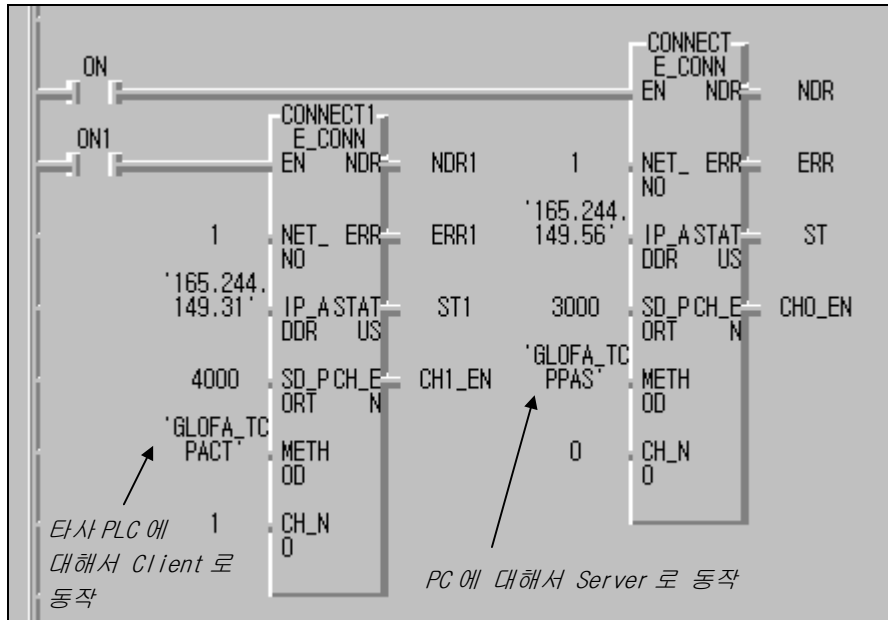 ON
CONNECT
E_CONN
EN NDR NDR
ON1
CONNECT1
E_CONN
EN NDR NDR1
1 NET_ ERR ERR
NO
'165.244.
149.56' IP_A STAT ST
DDR US
1 NET_ ERR ERR1
NO
'165.244.
149.31' IP_A STAT ST1
DDR US
3000 SD_P CH_E CH0_EN
ORT N
'GLOFA_TC
PPAS' METH
OD
4000 SD_P CH_E CH1_EN
ORT N
'GLOFA_TC
PACT' METH
OD
0 CH_N
O
1 CH_N
O
타사 PLC 에
대해서 Client 로
동작
PC 에 대해서 Server 로 동작